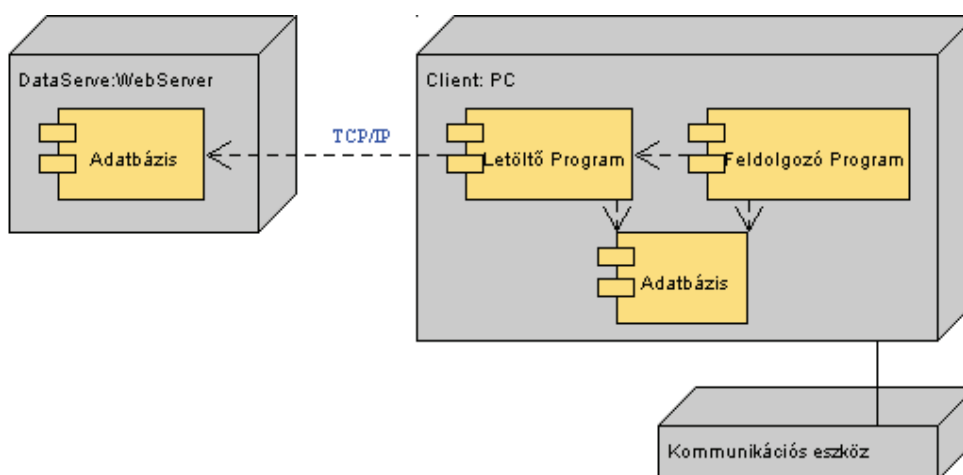 DataServe:WebServer
Adatbázis
TCP/IP
Client: PC
Letöltő Program
Feldolgozó Program
Adatbázis
Kommunikációs eszköz